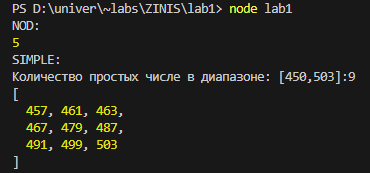 PS D:\univer\~labs\ZINIS\lab1> node lab1
NOD:
5
SIMPLE:
Количество простых числе в диапазоне: [450,503]:9
[
  457, 461, 463,
  467, 479, 487,
  491, 499, 503
]